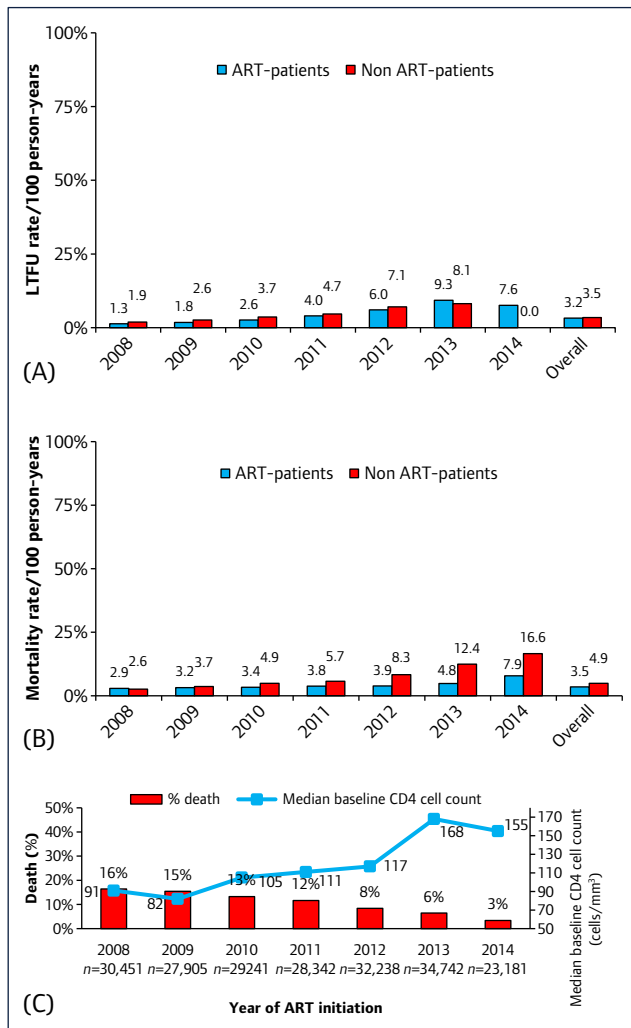 100%
ART-patients Non ART-patients
75%
50%
25%
0%
LTFU rate/100 person-years
1.3 1.9 1.8 2.6 2.6 3.7 4.0 4.7 6.0 7.1 9.3 8.1 7.6 0.0 3.2 3.5
2008 2009 2010 2011 2012 2013 2014 Overall
(A)
100%
ART-patients Non ART-patients
75%
50%
25%
0%
Mortality rate/100 person-years
2.9 2.6 3.2 3.7 3.4 4.9 3.8 5.7 3.9 8.3 4.8 12.4 7.9 16.6 3.5 4.9
2008 2009 2010 2011 2012 2013 2014 Overall
(B)
% death Median baseline CD4 cell count
50%
40%
30%
20%
10%
0%
Death (%)
16% 15% 13% 12% 8% 6% 3%
91 82 105 111 117 168 155
170
150
130
110
90
70
50
Median baseline CD4 cell count
(cells/mm³)
2008 2009 2010 2011 2012 2013 2014
n=30,451 n=27,905 n=29241 n=28,342 n=32,238 n=34,742 n=23,181
(C)
Year of ART initiation